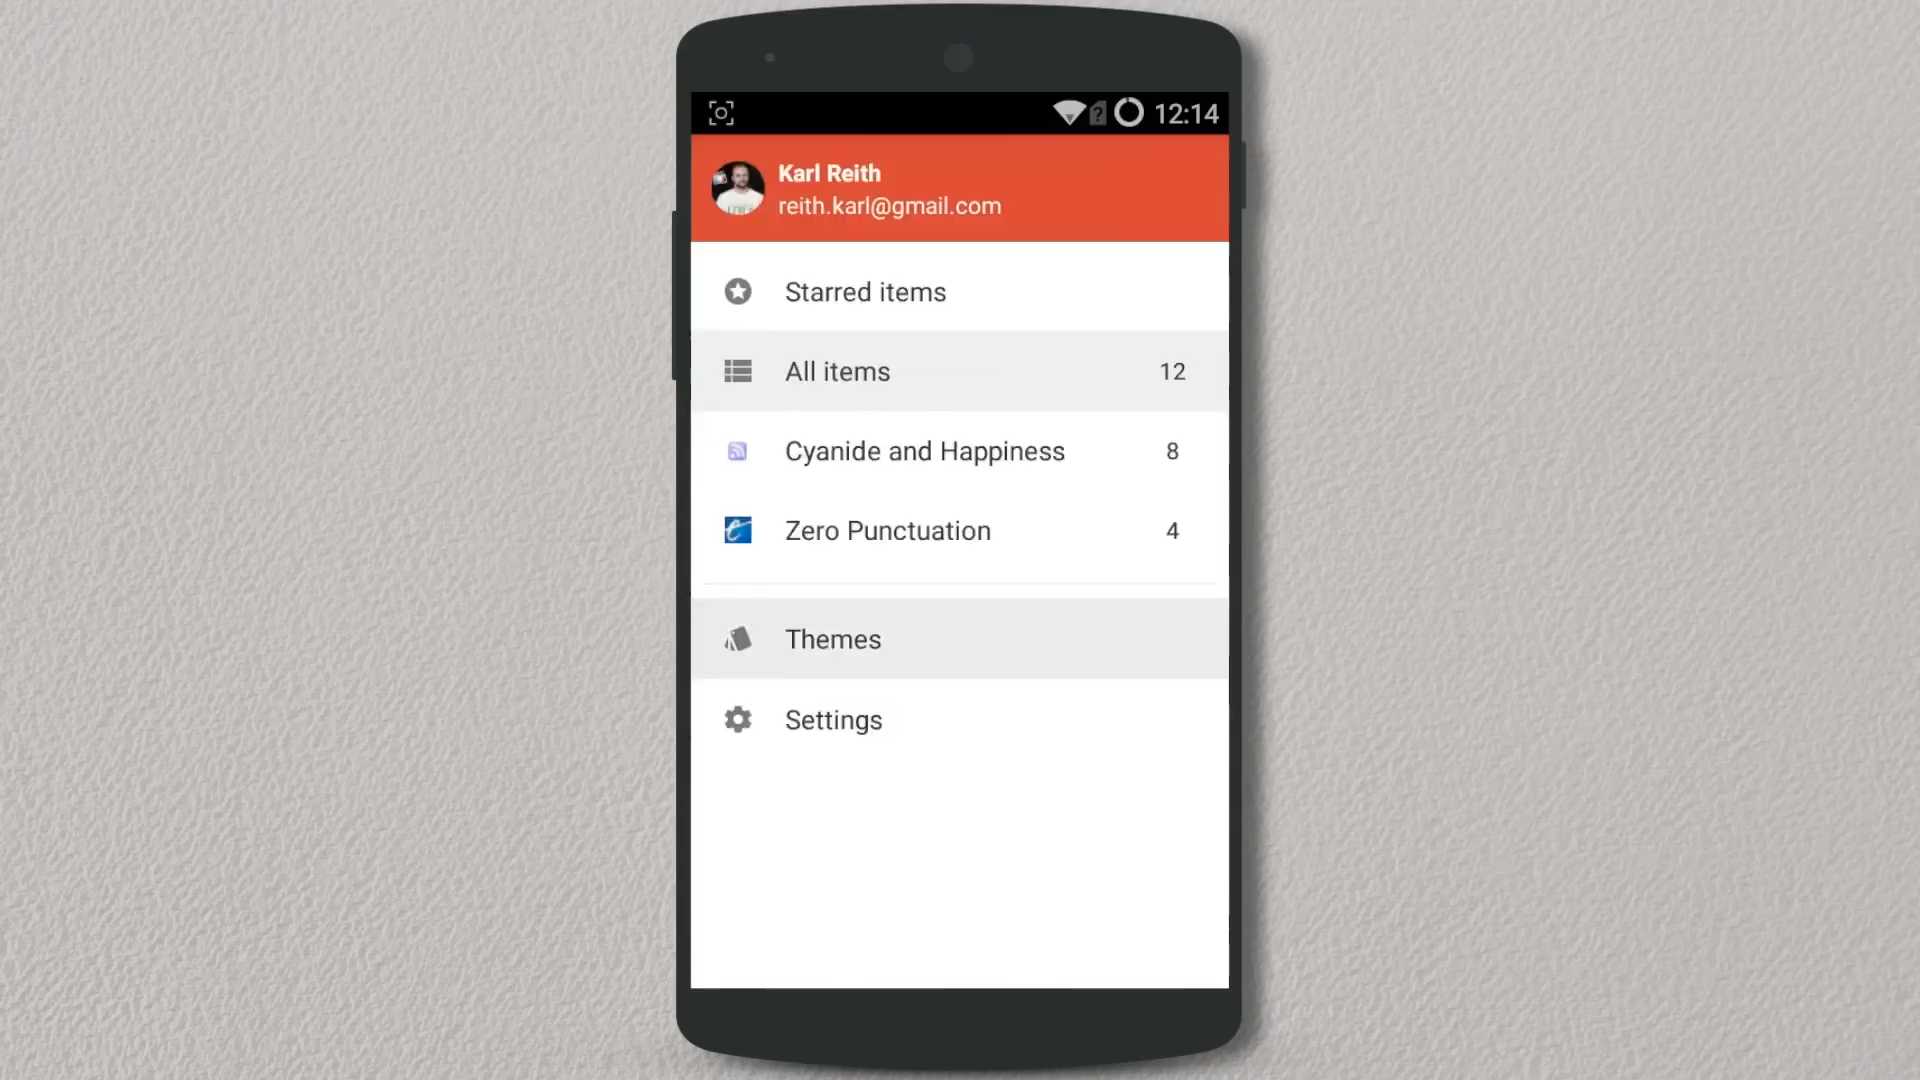 12:14
Karl Reith
reith.karl@gmail.com
Starred items
All items 12
Cyanide and Happiness 8
Zero Punctuation 4
Themes
Settings